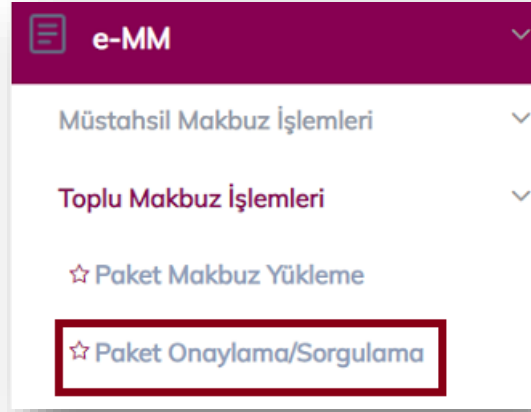 e-MM
Müstahsil Makbuz İşlemleri
Toplu Makbuz İşlemleri
Paket Makbuz Yükleme
Paket Onaylama/Sorgulama